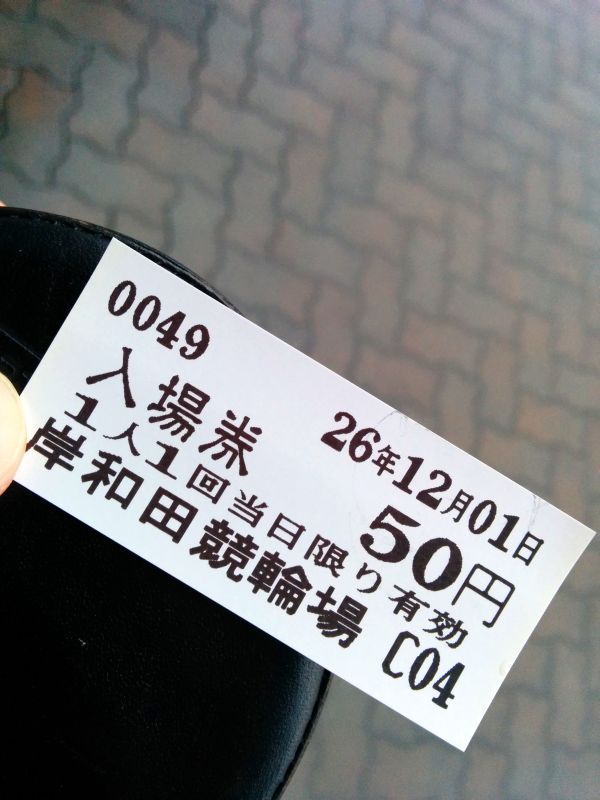 0049
26年12月01日
入場券
50円
1人1回当日限り有効
岸和田競輪場 C04